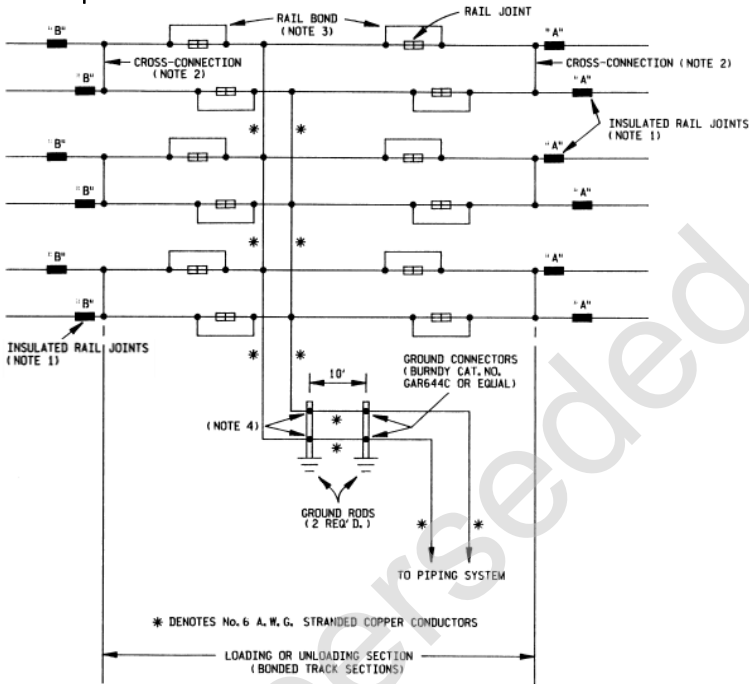 RAIL BOND
(NOTE 3)
RAIL JOINT
"B"
"A"
CROSS-CONNECTION
(NOTE 2)
CROSS-CONNECTION (NOTE 2)
"B"
"A"
* *
INSULATED RAIL JOINTS
(NOTE 1)
"B"
"A"
"B"
"A"
* *
"B"
"A"
"B"
"A"
INSULATED RAIL JOINTS
(NOTE 1)
* *
GROUND CONNECTORS
(BURNDY CAT. NO.
GAR644C OR EQUAL)
10'
(NOTE 4)
*
*
GROUND RODS
(2 REQ'D.)
* *
TO PIPING SYSTEM
* DENOTES No. 6 A. W. G. STRANDED COPPER CONDUCTORS
LOADING OR UNLOADING SECTION
(BONDED TRACK SECTIONS)
erseded